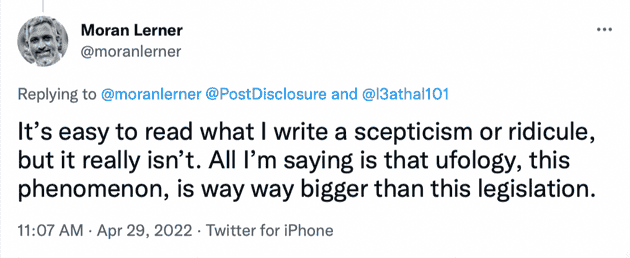 Moran Lerner
@moranlerner
Replying to @moranlerner @PostDisclosure and @l3athal101
It's easy to read what I write a scepticism or ridicule,
but it really isn't. All I'm saying is that ufology, this
phenomenon, is way way bigger than this legislation.
11:07 AM · Apr 29, 2022 · Twitter for iPhone